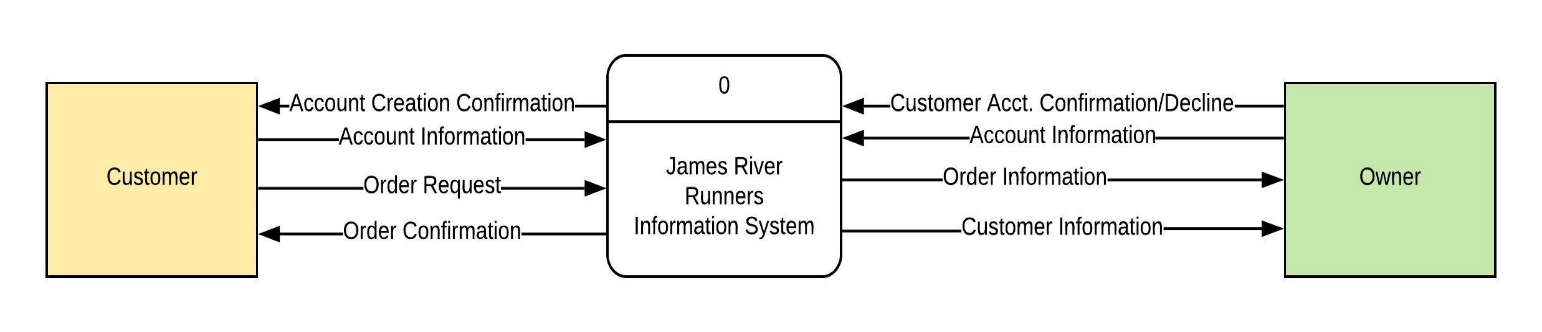 0
Account Creation Confirmation
Customer Acct. Confirmation/Decline
Account Information
Account Information
Customer
James River
Runners
Information System
Order Request
Order Information
Owner
Order Confirmation
Customer Information